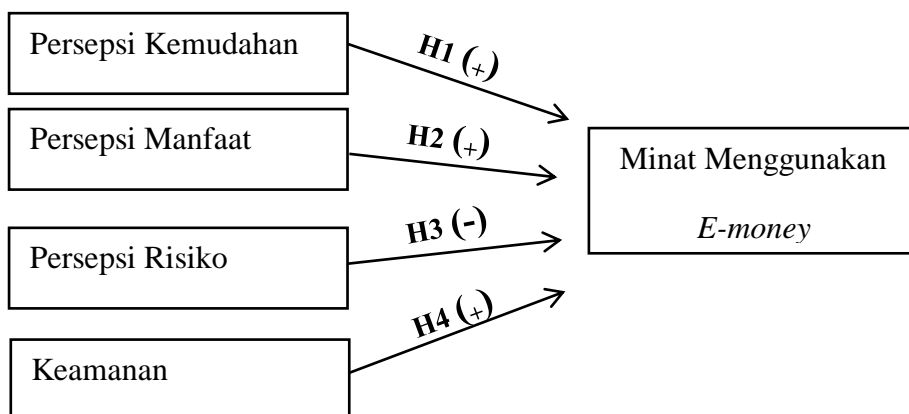 Persepsi Kemudahan
H1 (+)
Persepsi Manfaat
H2 (+)
Minat Menggunakan
E-money
Persepsi Risiko
H3 (-)
H4 (+)
Keamanan